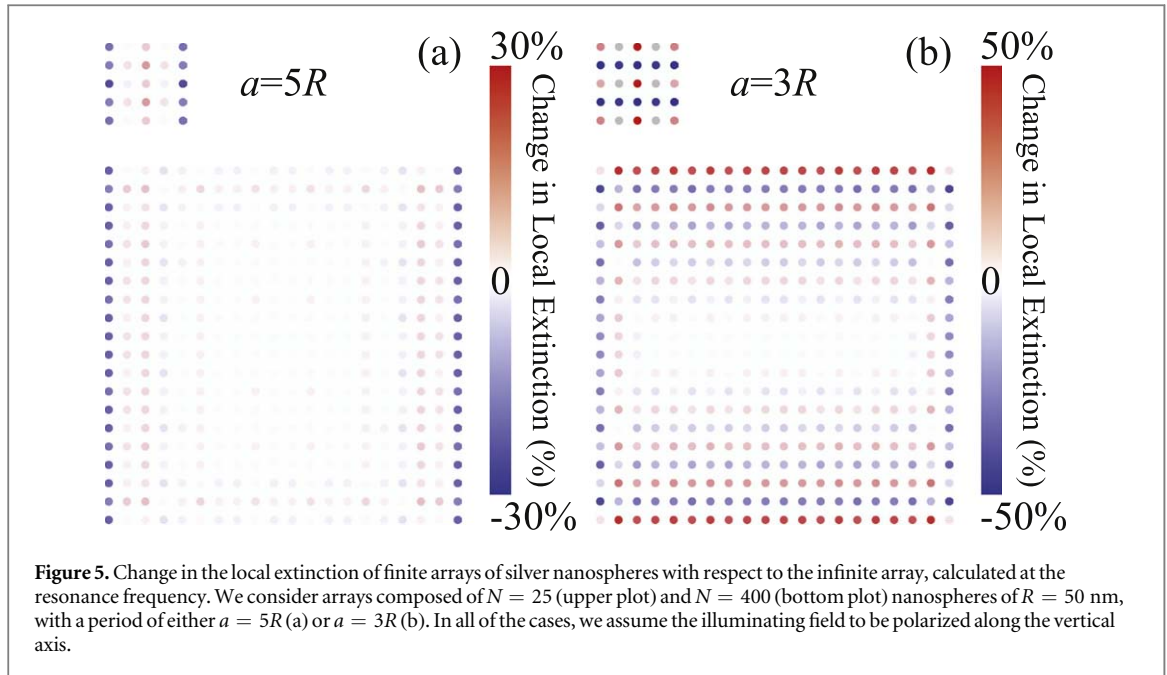 (a)
a=5R
30%
0
-30%
Change in Local Extinction (%)
(b)
a=3R
50%
0
-50%
Change in Local Extinction (%)
Figure 5. Change in the local extinction of finite arrays of silver nanospheres with respect to the infinite array, calculated at the
resonance frequency. We consider arrays composed of N = 25 (upper plot) and N = 400 (bottom plot) nanospheres of R = 50 nm,
with a period of either a = 5R (a) or a = 3R (b). In all of the cases, we assume the illuminating field to be polarized along the vertical
axis.